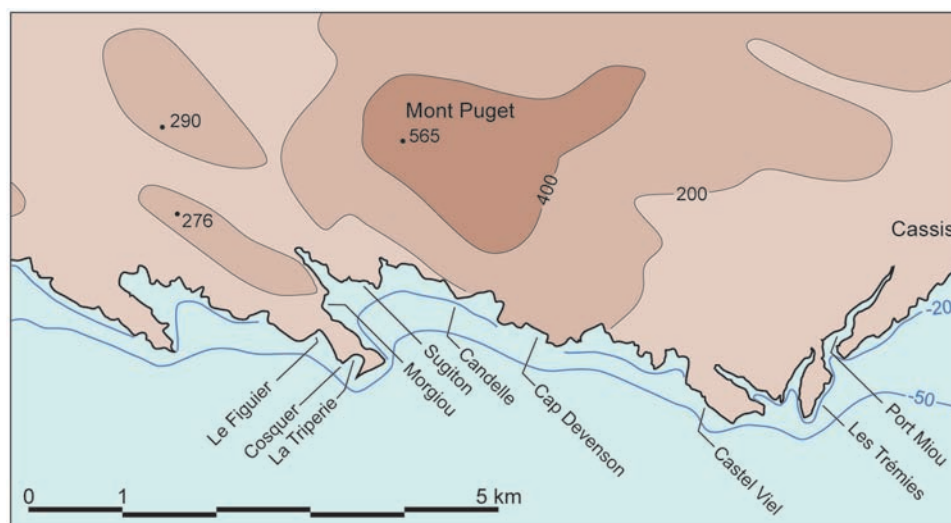 Mont Puget
290
565
400
200
276
Cassis
-20
Le Figuier
Cosquer
La Triperie
Morgiou
Sugiton
Candelle
Cap Devenson
Castel Viel
Les Trémies
Port Miou
-50
0 1 5 km